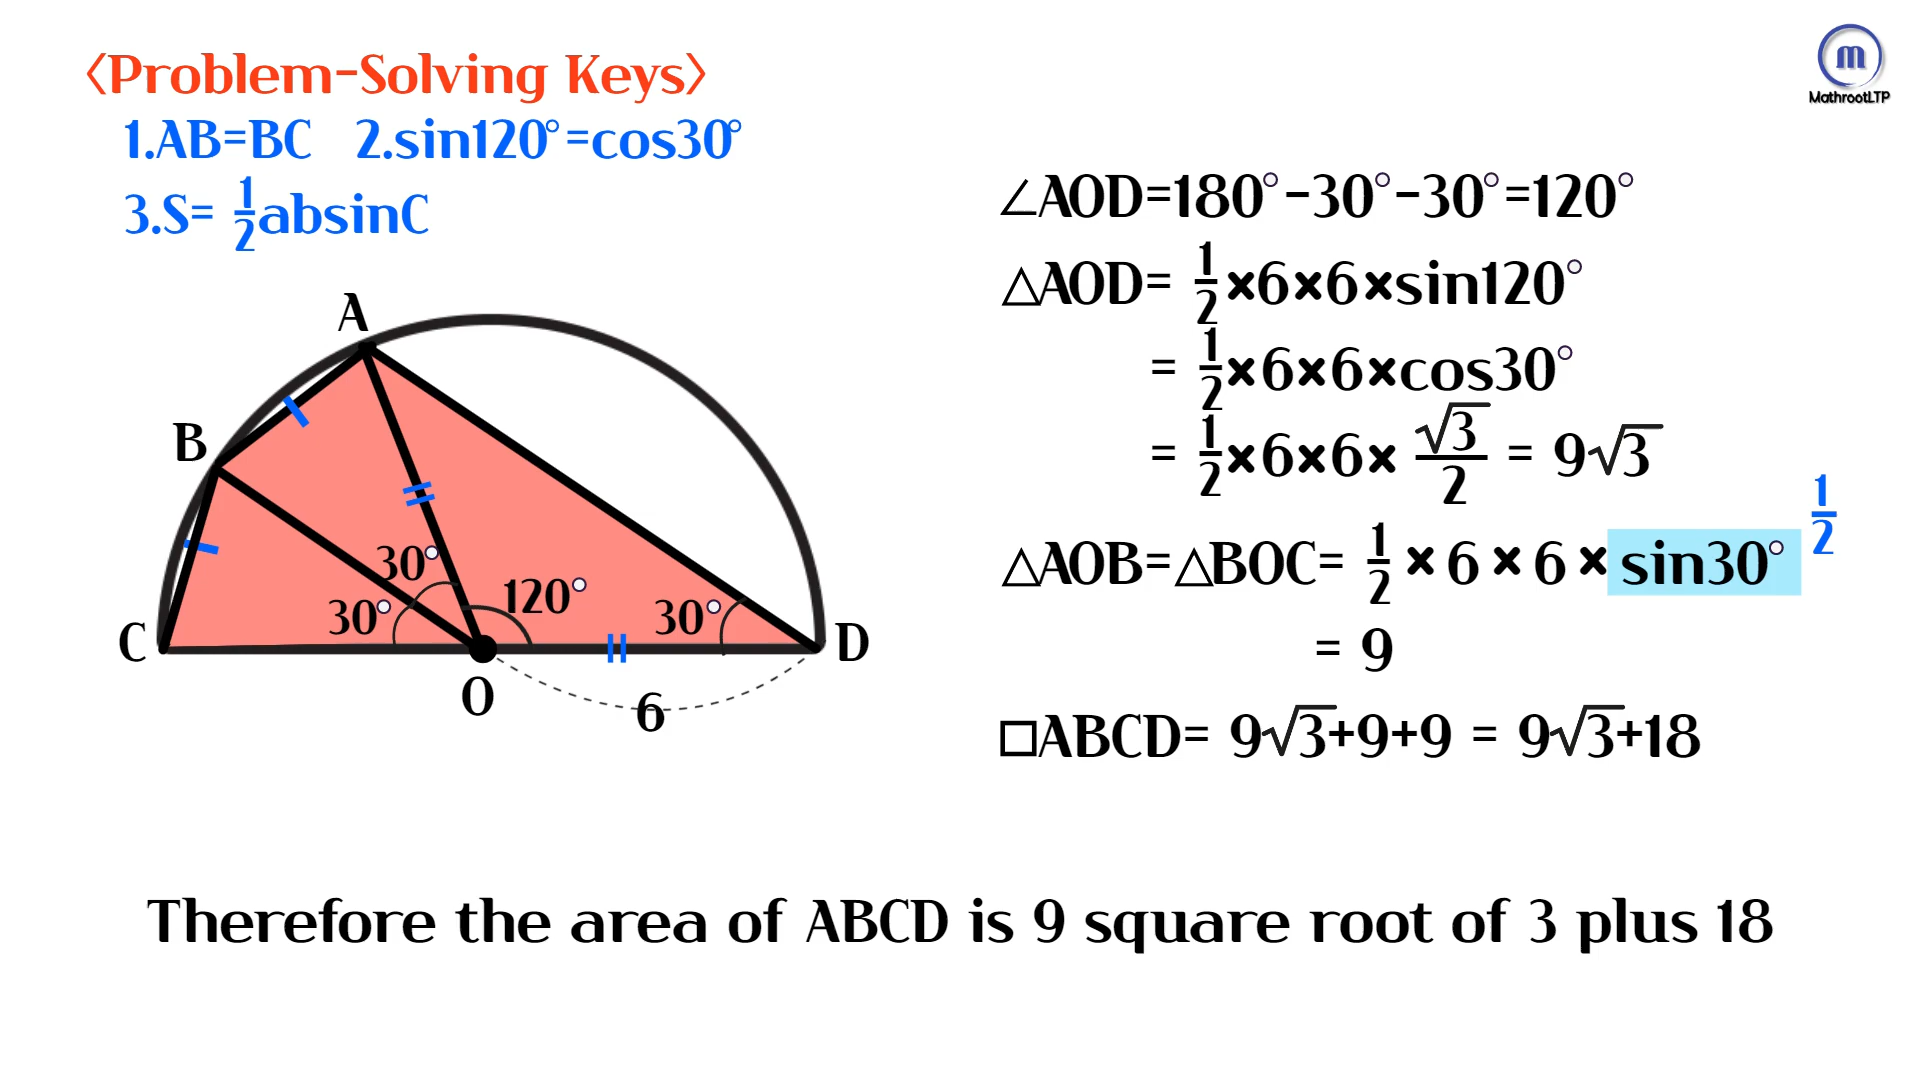 <Problem-Solving Keys>
1.AB=BC 2.sin120°=cos30°
3.S= 1/2absinC
m
MathrootLTP
∠AOD=180°-30°-30°=120°
△AOD= 1/2×6×6×sin120°
= 1/2×6×6×cos30°
= 1/2×6×6× √3/2 = 9√3
1/2
△AOB=△BOC= 1/2 × 6 × 6 × sin30°
= 9
□ABCD= 9√3+9+9 = 9√3+18
A
B
30°
120°
30°
30°
C
D
O
6
Therefore the area of ABCD is 9 square root of 3 plus 18